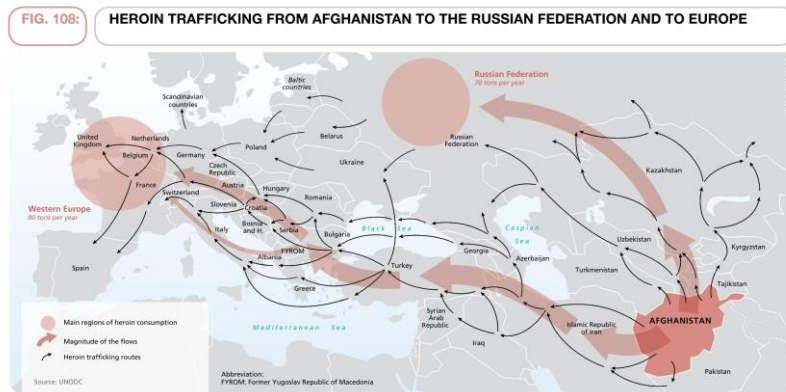 FIG. 108:
HEROIN TRAFFICKING FROM AFGHANISTAN TO THE RUSSIAN FEDERATION AND TO EUROPE
Baltic
countries
Scandinavian
countries
Russian Federation
70 tons per year
United
Kingdom
Netherlands
Belgium
Germany
Poland
Belarus
Russian
Federation
Ukraine
Czech
Republic
Kazakhstan
France
Switzerland
Austria
Hungary
Slovenia
Croatia
Romania
Western Europe
80 tons per year
Bosnia
and H.
Serbia
Bulgaria
Black Sea
Caspian
Sea
Uzbekistan
Kyrgyzstan
Italy
FYROM
Albania
Georgia
Azerbaijan
Turkmenistan
Tajikistan
Spain
Greece
Turkey
Syrian
Arab
Republic
Iraq
Islamic Republic
of Iran
AFGHANISTAN
Pakistan
Mediterranean Sea
Main regions of heroin consumption
Magnitude of the flows
Heroin trafficking routes
Source: UNODC
Abbreviation:
FYROM: Former Yugoslav Republic of Macedonia